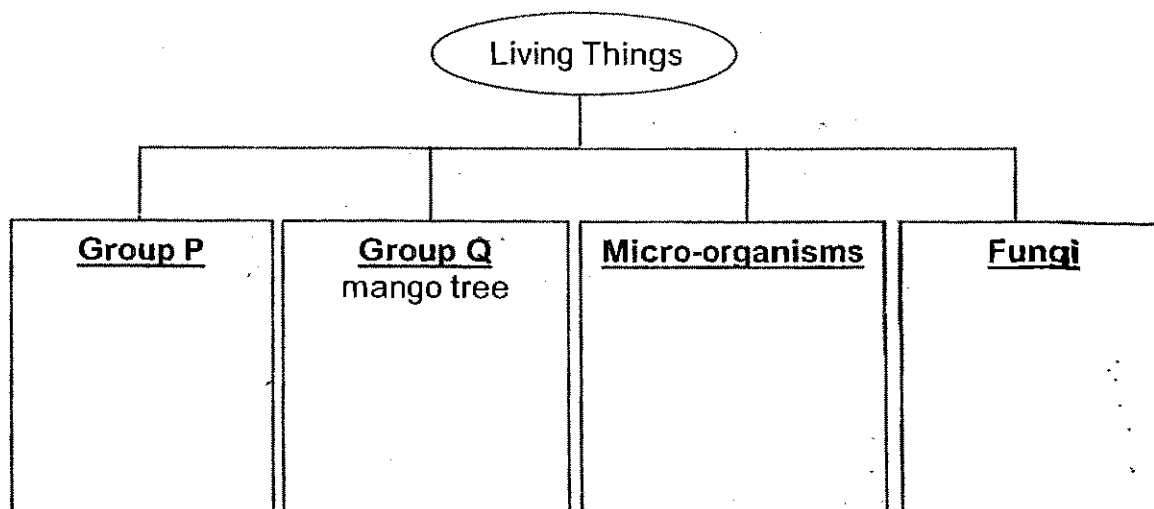 Living Things
Group P
Group Q
mango tree
Micro-organisms
Fungi